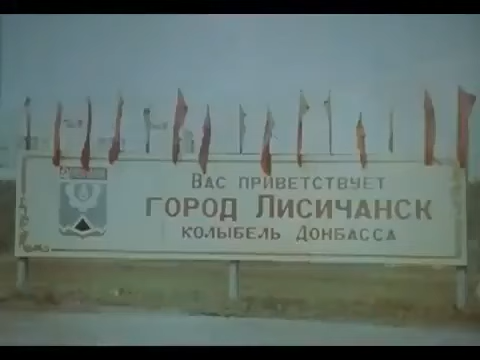 Вас приветствует
город Лисичанск
колыбель Донбасса